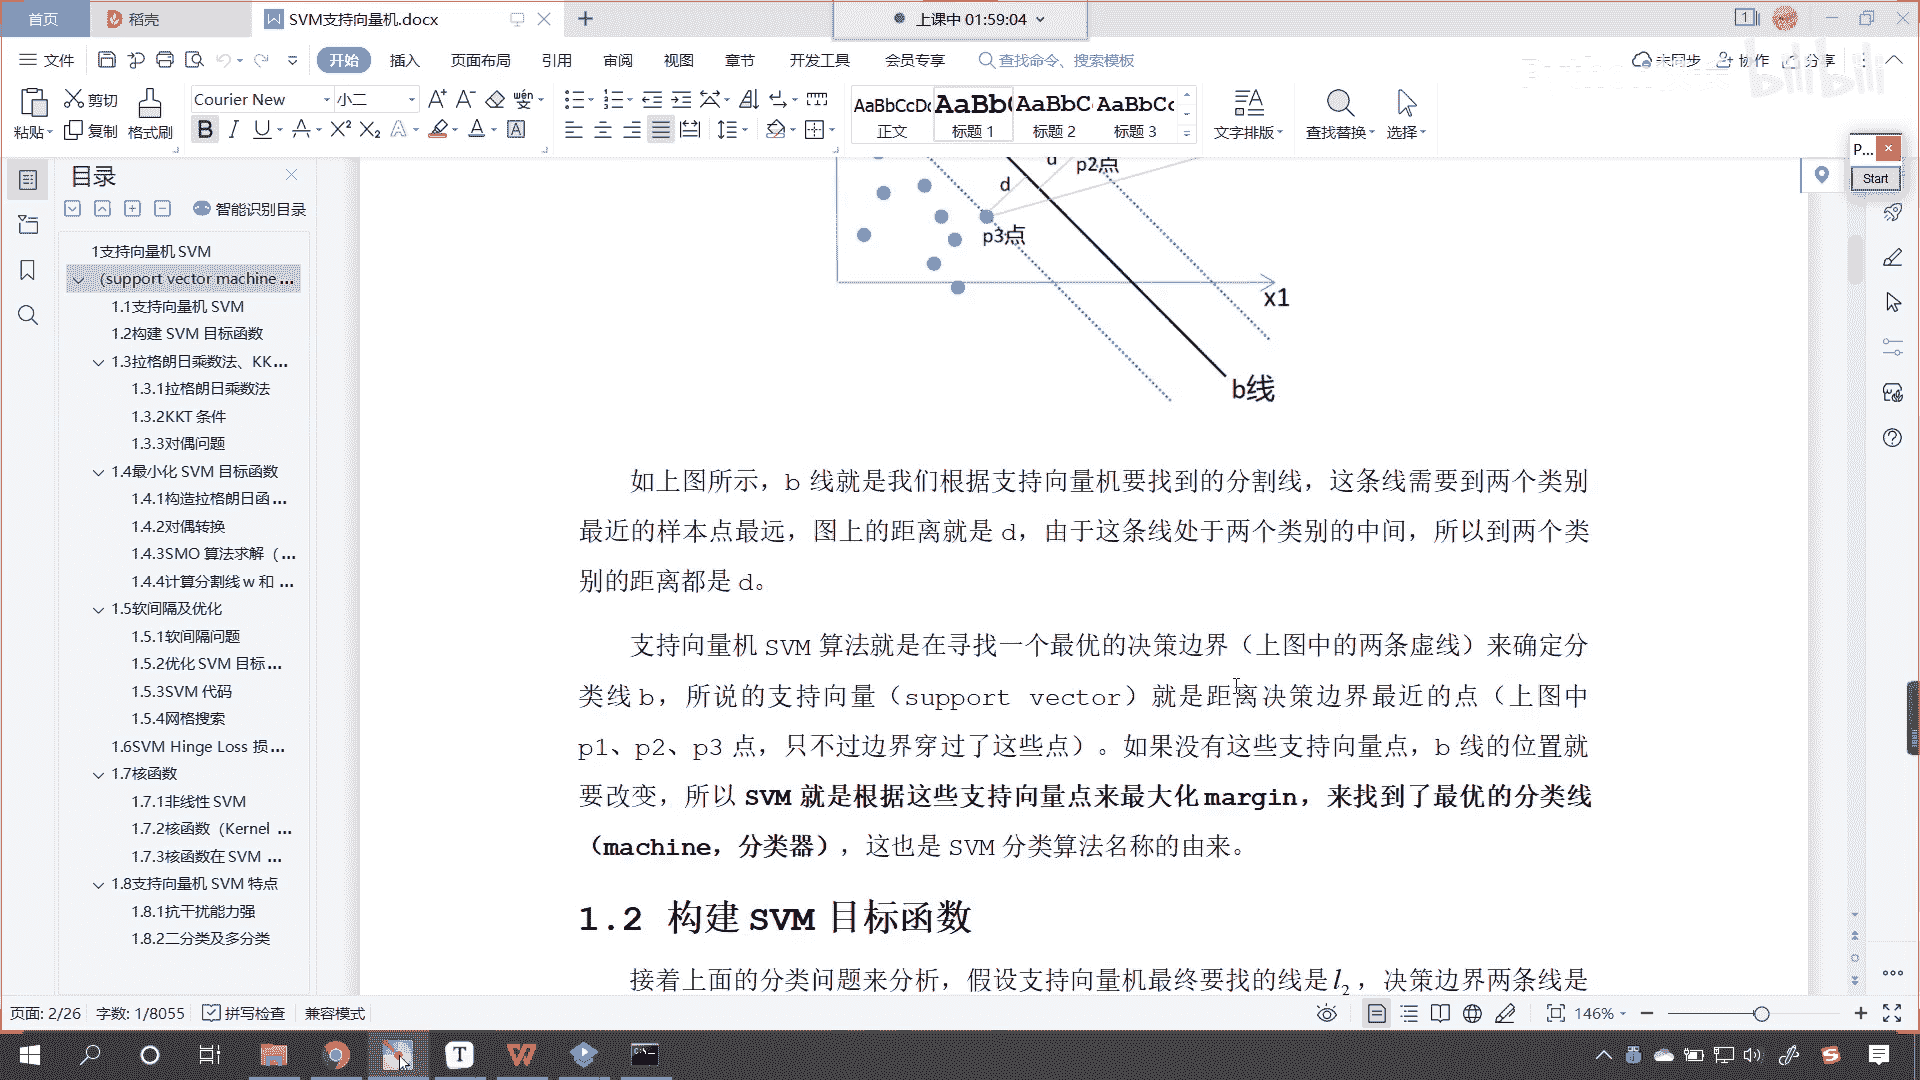 首页
稻壳
SVM支持向量机.docx
上课中 01:59:04
文件
开始
插入
页面布局
引用
审阅
视图
章节
开发工具
会员专享
查找命令、搜索模板
未同步
协作
分享
bilibili
粘贴
剪切
复制
格式刷
Courier New
小二
AaBbCcDc
正文
AaBb(
标题 1
AaBbC
标题 2
AaBbCc
标题 3
文字排版
查找替换
选择
P...
Start
目录
智能识别目录
1支持向量机 SVM
(support vector machine ...
1.1支持向量机 SVM
1.2构建 SVM 目标函数
1.3拉格朗日乘数法、KK...
1.3.1拉格朗日乘数法
1.3.2KKT 条件
1.3.3对偶问题
1.4最小化 SVM 目标函数
1.4.1构造拉格朗日函...
1.4.2对偶转换
1.4.3SMO 算法求解（...
1.4.4计算分割线 w 和 ...
1.5软间隔及优化
1.5.1软间隔问题
1.5.2优化 SVM 目标...
1.5.3SVM 代码
1.5.4网格搜索
1.6SVM Hinge Loss 损...
1.7核函数
1.7.1非线性 SVM
1.7.2核函数（Kernel ...
1.7.3核函数在 SVM ...
1.8支持向量机 SVM 特点
1.8.1抗干扰能力强
1.8.2二分类及多分类
d
p2点
d
p3点
x1
b线
如上图所示，b 线就是我们根据支持向量机要找到的分割线，这条线需要到两个类别
最近的样本点最远，图上的距离就是 d，由于这条线处于两个类别的中间，所以到两个类
别的距离都是 d。
支持向量机 SVM 算法就是在寻找一个最优的决策边界（上图中的两条虚线）来确定分
类线 b，所说的支持向量（support vector）就是距离决策边界最近的点（上图中
p1、p2、p3 点，只不过边界穿过了这些点）。如果没有这些支持向量点，b 线的位置就
要改变，所以 SVM 就是根据这些支持向量点来最大化 margin，来找到了最优的分类线
（machine，分类器），这也是 SVM 分类算法名称的由来。
1.2 构建 SVM 目标函数
接着上面的分类问题来分析，假设支持向量机最终要找的线是l₂，决策边界两条线是
页面: 2/26
字数: 1/8055
拼写检查
兼容模式
146%